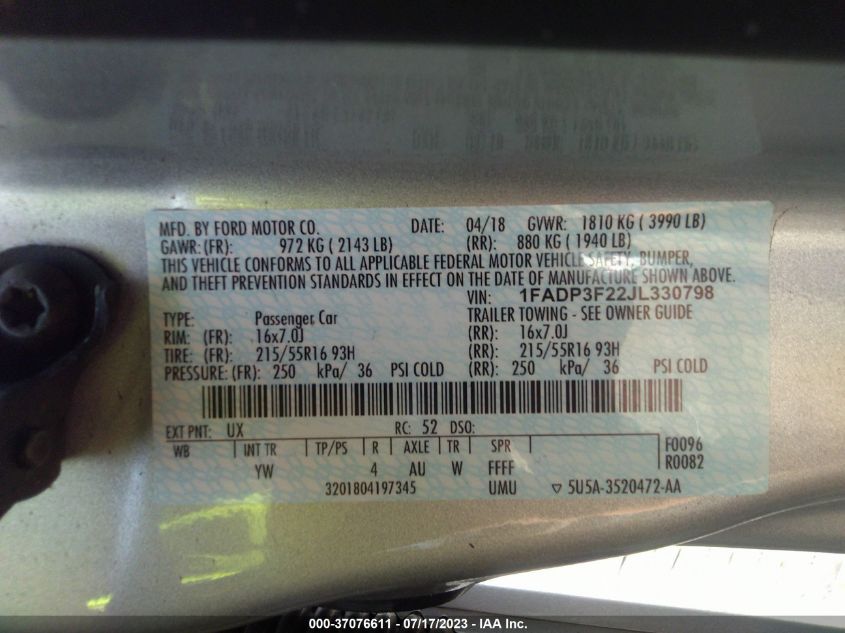 MFD. BY FORD MOTOR CO. DATE: 04/18 GVWR: 1810 KG ( 3990 LB)
GAWR: (FR): 972 KG ( 2143 LB) (RR): 880 KG ( 1940 LB)
THIS VEHICLE CONFORMS TO ALL APPLICABLE FEDERAL MOTOR VEHICLE SAFETY, BUMPER,
AND THEFT PREVENTION STANDARDS IN EFFECT ON THE DATE OF MANUFACTURE SHOWN ABOVE.
VIN: 1FADP3F22JL330798
TYPE: Passenger Car TRAILER TOWING - SEE OWNER GUIDE
RIM: (FR): 16x7.0J (RR): 16x7.0J
TIRE: (FR): 215/55R16 93H (RR): 215/55R16 93H
PRESSURE: (FR): 250 kPa/ 36 PSI COLD (RR): 250 kPa/ 36 PSI COLD
EXT PNT: UX RC: 52 DSO:
WB INT TR TP/PS R AXLE TR SPR F0096
YW 4 AU W FFFF R0082
3201804197345 UMU ▽ 5U5A-3520472-AA
000-37076611 / 07/17/2023 / IAA Inc.